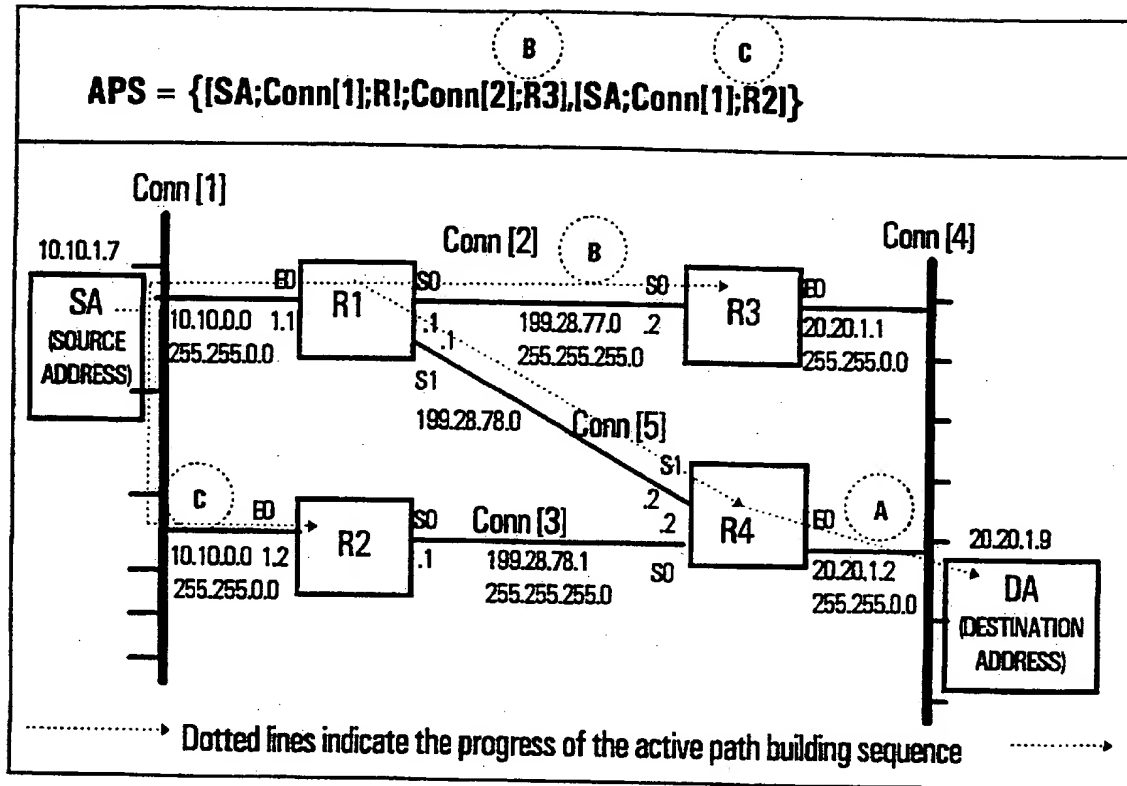 B
C
APS = {[SA;Conn[1];R!;Conn[2];R3],[SA;Conn[1];R2]}
Conn [1]
Conn [2]
B
Conn [4]
10.10.1.7
SA
(SOURCE
ADDRESS)
E0
R1
S0
S0
R3
E0
10.10.0.0 1.1
255.255.0.0
.1
.1
199.28.77.0
.2
255.255.255.0
20.20.1.1
255.255.0.0
S1
199.28.78.0
Conn [5]
S1
.2
C
E0
R2
S0
Conn [3]
.2
R4
E0
A
10.10.0.0 1.2
255.255.0.0
.1
199.28.78.1
255.255.255.0
S0
20.20.1.2
255.255.0.0
20.20.1.9
DA
(DESTINATION
ADDRESS)
Dotted lines indicate the progress of the active path building sequence